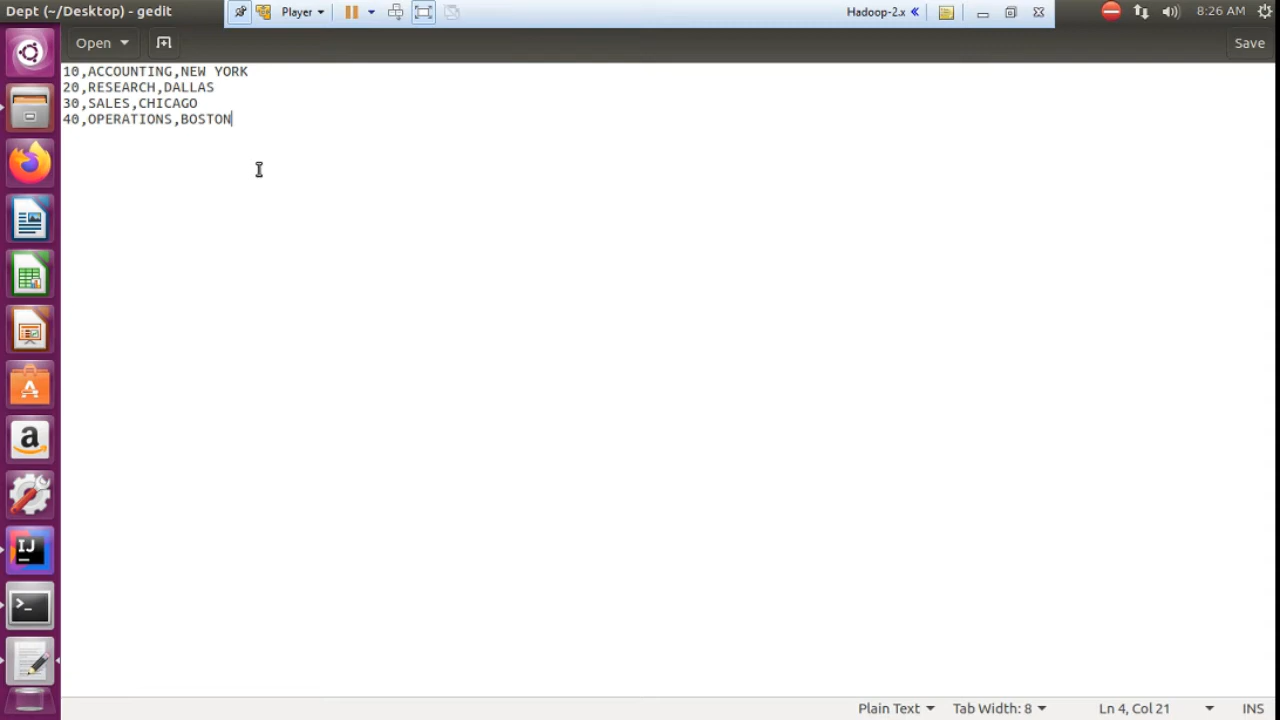 Dept (~/Desktop) - gedit
Player
Hadoop-2.x
8:26 AM
Open
Save
10,ACCOUNTING,NEW YORK
20,RESEARCH,DALLAS
30,SALES,CHICAGO
40,OPERATIONS,BOSTON
Plain Text
Tab Width: 8
Ln 4, Col 21
INS